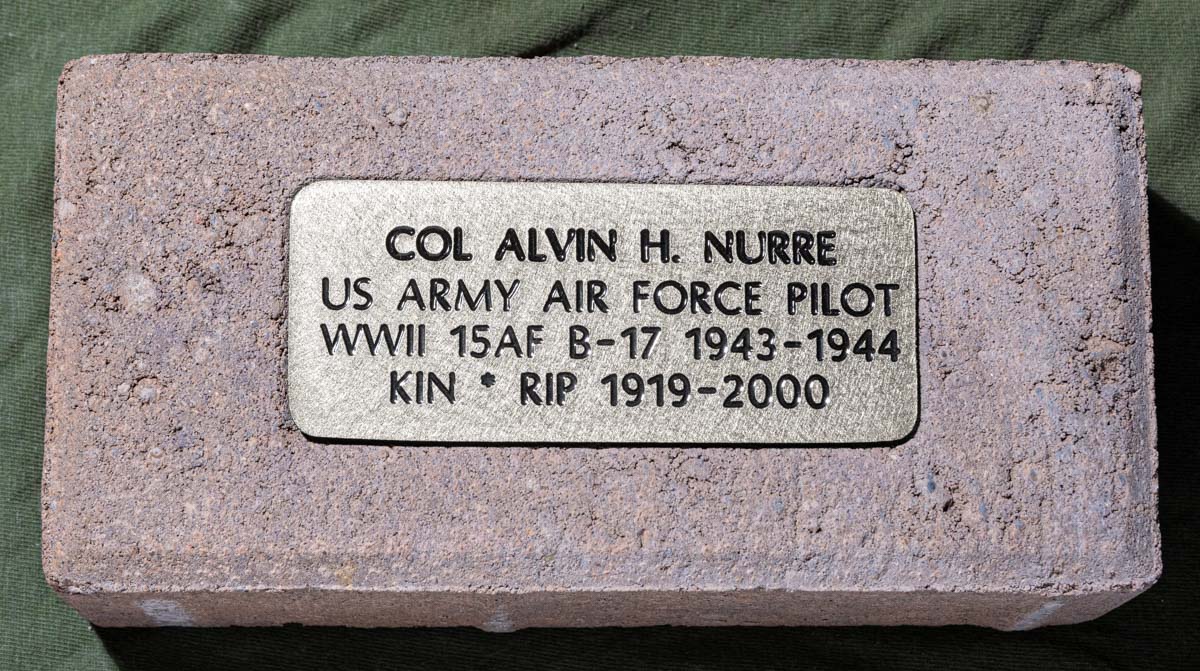 COL ALVIN H. NURRE
US ARMY AIR FORCE PILOT
WWII 15AF B-17 1943-1944
KIN * RIP 1919-2000